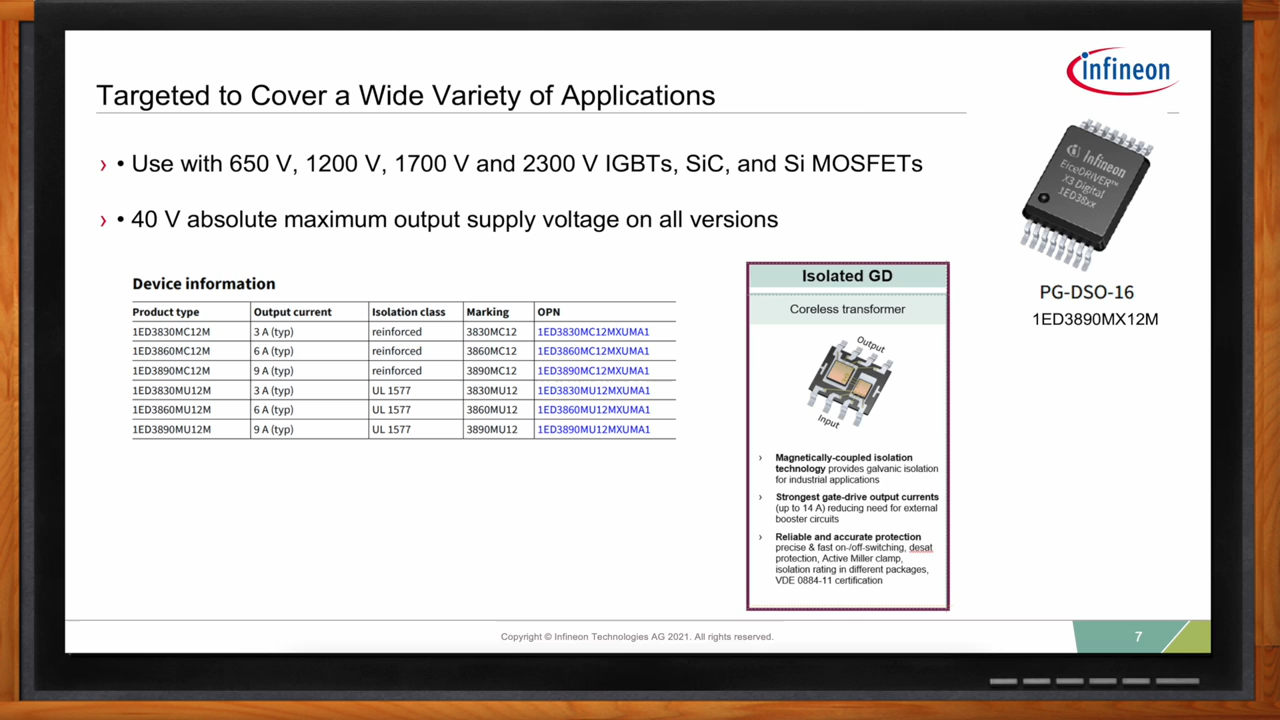 infineon
Targeted to Cover a Wide Variety of Applications
› • Use with 650 V, 1200 V, 1700 V and 2300 V IGBTs, SiC, and Si MOSFETs
› • 40 V absolute maximum output supply voltage on all versions
Infineon
EiceDRIVER™
X3 Digital
1ED38xx
PG-DSO-16
1ED3890MX12M
Device information
Product type Output current Isolation class Marking OPN
1ED3830MC12M 3 A (typ) reinforced 3830MC12 1ED3830MC12MXUMA1
1ED3860MC12M 6 A (typ) reinforced 3860MC12 1ED3860MC12MXUMA1
1ED3890MC12M 9 A (typ) reinforced 3890MC12 1ED3890MC12MXUMA1
1ED3830MU12M 3 A (typ) UL 1577 3830MU12 1ED3830MU12MXUMA1
1ED3860MU12M 6 A (typ) UL 1577 3860MU12 1ED3860MU12MXUMA1
1ED3890MU12M 9 A (typ) UL 1577 3890MU12 1ED3890MU12MXUMA1
Isolated GD
Coreless transformer
Output
Input
› Magnetically-coupled isolation
technology provides galvanic isolation
for industrial applications
› Strongest gate-drive output currents
(up to 14 A) reducing need for external
booster circuits
› Reliable and accurate protection
precise & fast on-/off-switching, desat
protection, Active Miller clamp,
isolation rating in different packages,
VDE 0884-11 certification
Copyright © Infineon Technologies AG 2021. All rights reserved.
7